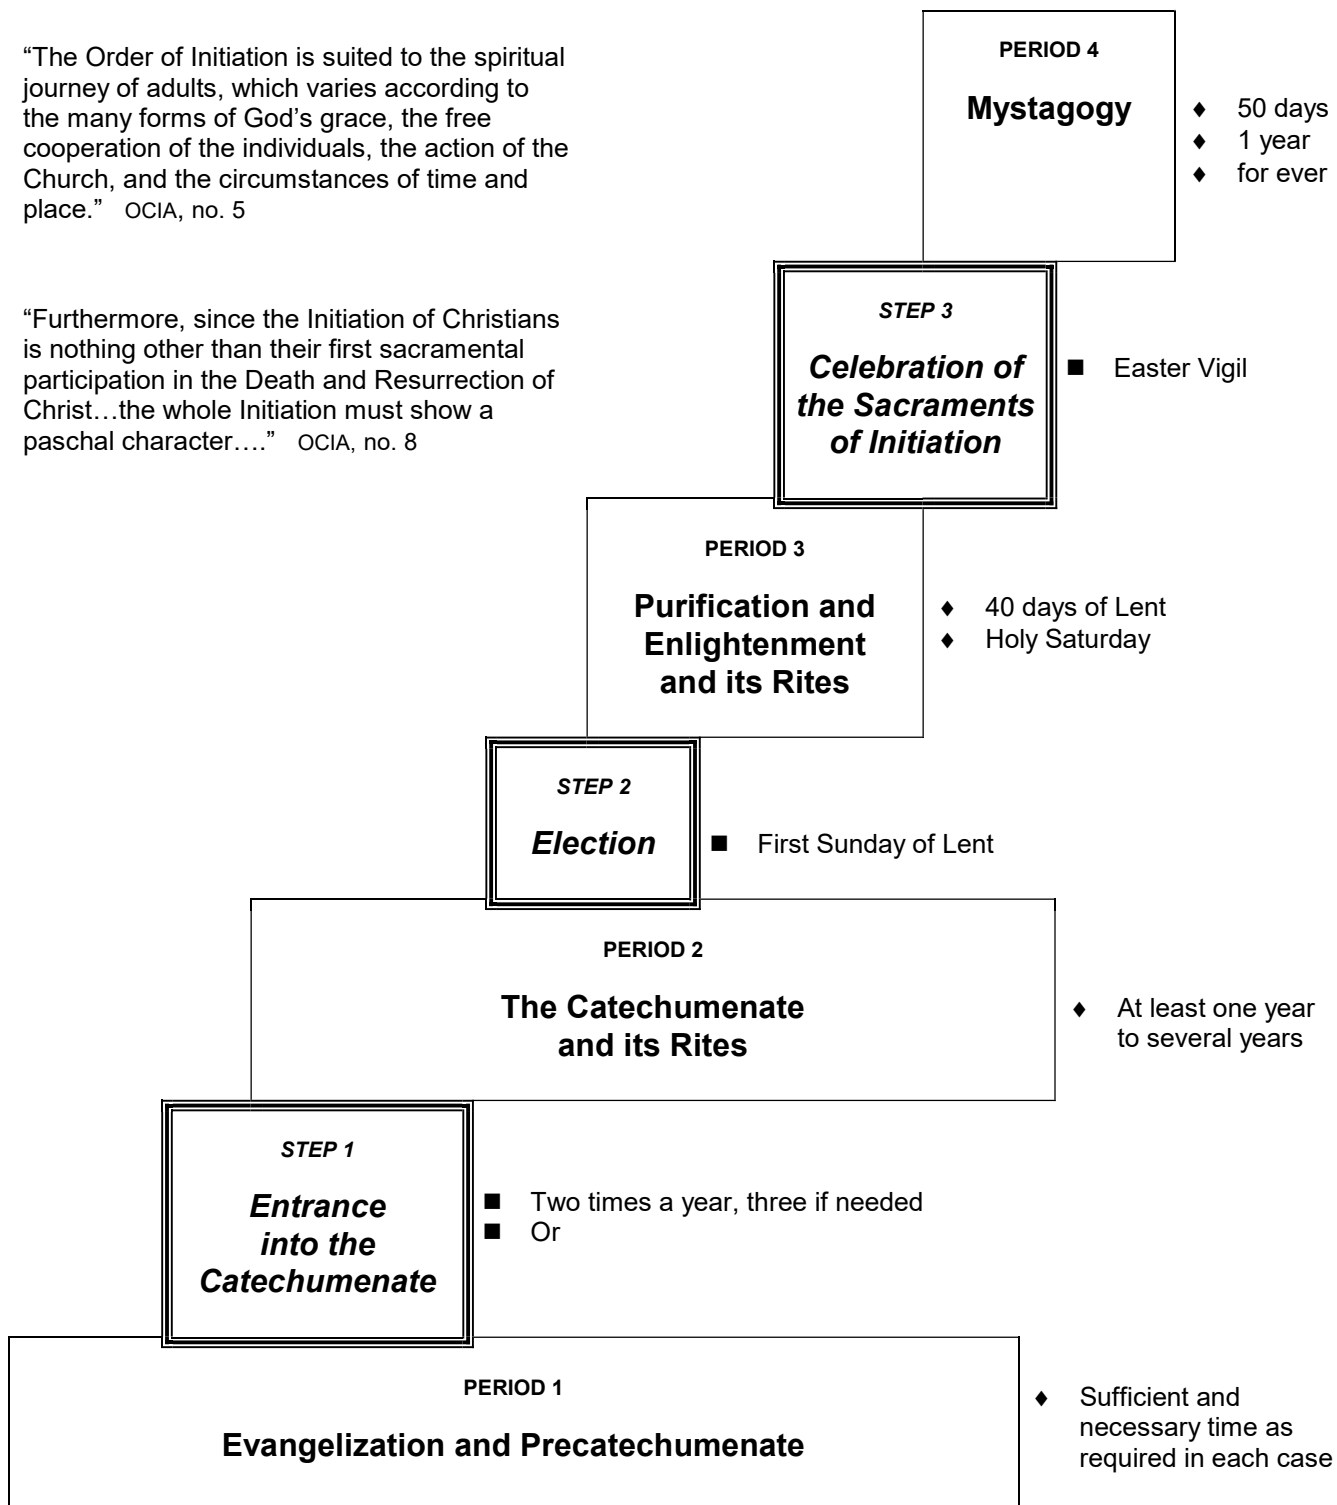 “The Order of Initiation is suited to the spiritual
journey of adults, which varies according to
the many forms of God’s grace, the free
cooperation of the individuals, the action of the
Church, and the circumstances of time and
place.” OCIA, no. 5
“Furthermore, since the Initiation of Christians
is nothing other than their first sacramental
participation in the Death and Resurrection of
Christ…the whole Initiation must show a
paschal character….” OCIA, no. 8
PERIOD 4
Mystagogy
♦ 50 days
♦ 1 year
♦ for ever
STEP 3
Celebration of
the Sacraments
of Initiation
■ Easter Vigil
PERIOD 3
Purification and
Enlightenment
and its Rites
♦ 40 days of Lent
♦ Holy Saturday
STEP 2
Election
■ First Sunday of Lent
PERIOD 2
The Catechumenate
and its Rites
♦ At least one year
to several years
STEP 1
Entrance
into the
Catechumenate
■ Two times a year, three if needed
■ Or
PERIOD 1
Evangelization and Precatechumenate
♦ Sufficient and
necessary time as
required in each case